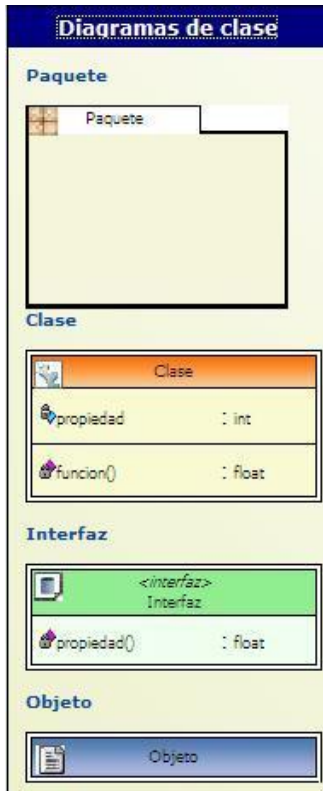 Diagramas de clase
Paquete
Paquete
Clase
Clase
propiedad : int
funcion() : float
Interfaz
<interfaz>
Interfaz
propiedad() : float
Objeto
Objeto